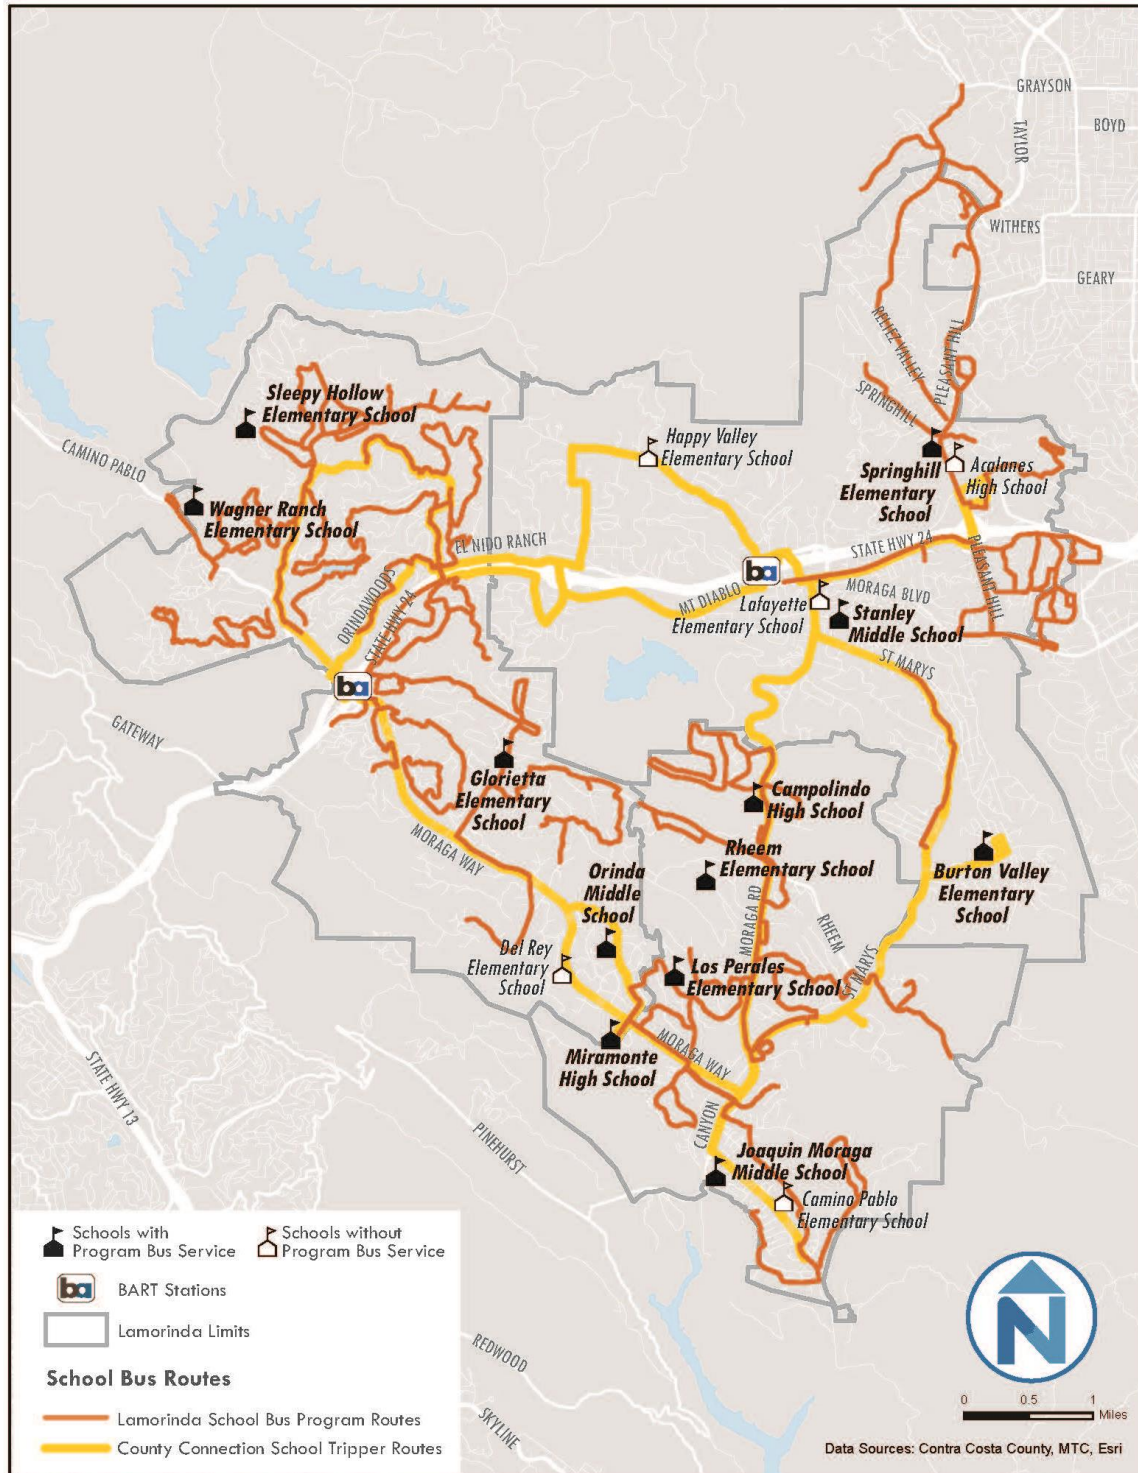 GRAYSON
BOYD
TAYLOR
WITHERS
GEARY
RELIEZ VALLEY
PLEASANT HILL
SPRINGHILL
Sleepy Hollow
Elementary School
CAMINO PABLO
Wagner Ranch
Elementary School
Happy Valley
Elementary School
Springhill
Elementary
School
Acalanes
High School
EL NIDO RANCH
STATE HWY 24
ORINDAWOODS
STATE HWY 24
ba
MT DIABLO
MORAGA BLVD
PLEASANT HILL
Lafayette
Elementary School
Stanley
Middle School
ST MARYS
ba
GATEWAY
Glorietta
Elementary
School
Campolindo
High School
MORAGA WAY
Rheem
Elementary School
Orinda
Middle
School
Burton Valley
Elementary
School
MORAGA RD
RHEEM
Del Rey
Elementary
School
Los Perales
Elementary School
ST MARYS
Miramonte
High School
MORAGA WAY
STATE HWY 13
PINEHURST
CANYON
Joaquin Moraga
Middle School
Camino Pablo
Elementary School
Schools with
Program Bus Service
Schools without
Program Bus Service
ba
BART Stations
Lamorinda Limits
School Bus Routes
Lamorinda School Bus Program Routes
County Connection School Tripper Routes
REDWOOD
SKYLINE
N
0 0.5 1
Miles
Data Sources: Contra Costa County, MTC, Esri